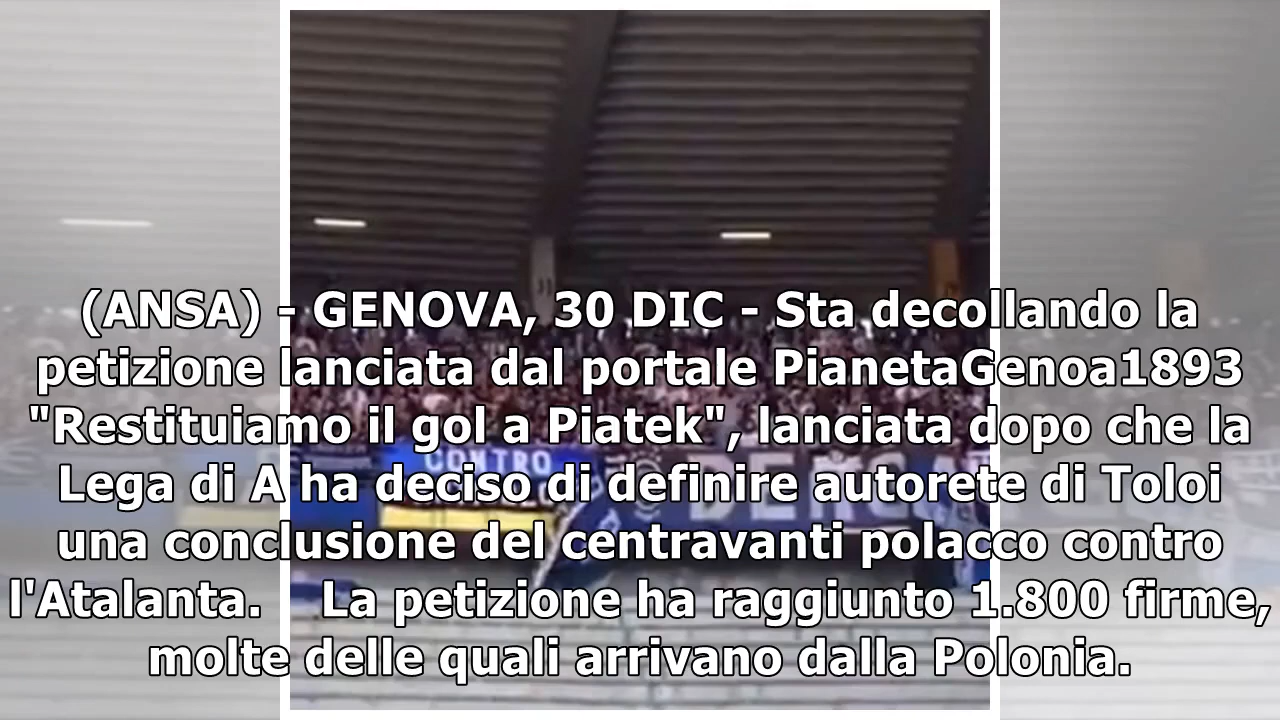 (ANSA) - GENOVA, 30 DIC - Sta decollando la
petizione lanciata dal portale PianetaGenoa1893
"Restituiamo il gol a Piatek", lanciata dopo che la
Lega di A ha deciso di definire autorete di Toloi
una conclusione del centravanti polacco contro
l'Atalanta. La petizione ha raggiunto 1.800 firme,
molte delle quali arrivano dalla Polonia.
CONTRO